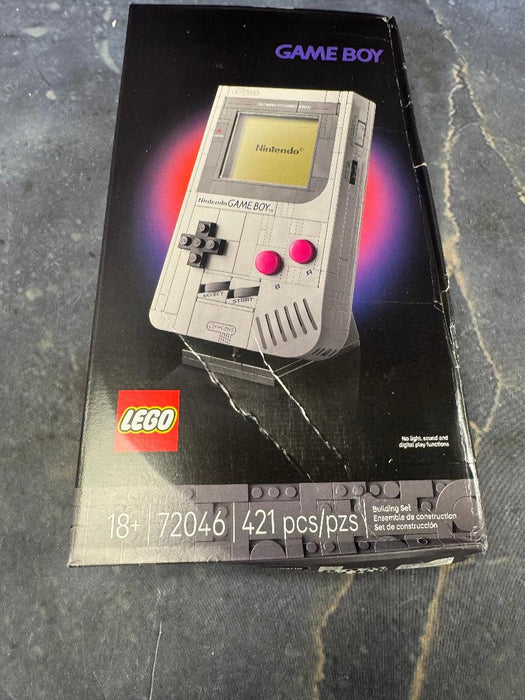 GAME BOY
Nintendo®
Nintendo GAME BOY™
B
A
SELECT
START
LEGO
No light, sound and
digital play functions
18+ 72046 421 pcs/pzs
Building Set
Ensemble de construction
Set de construcción